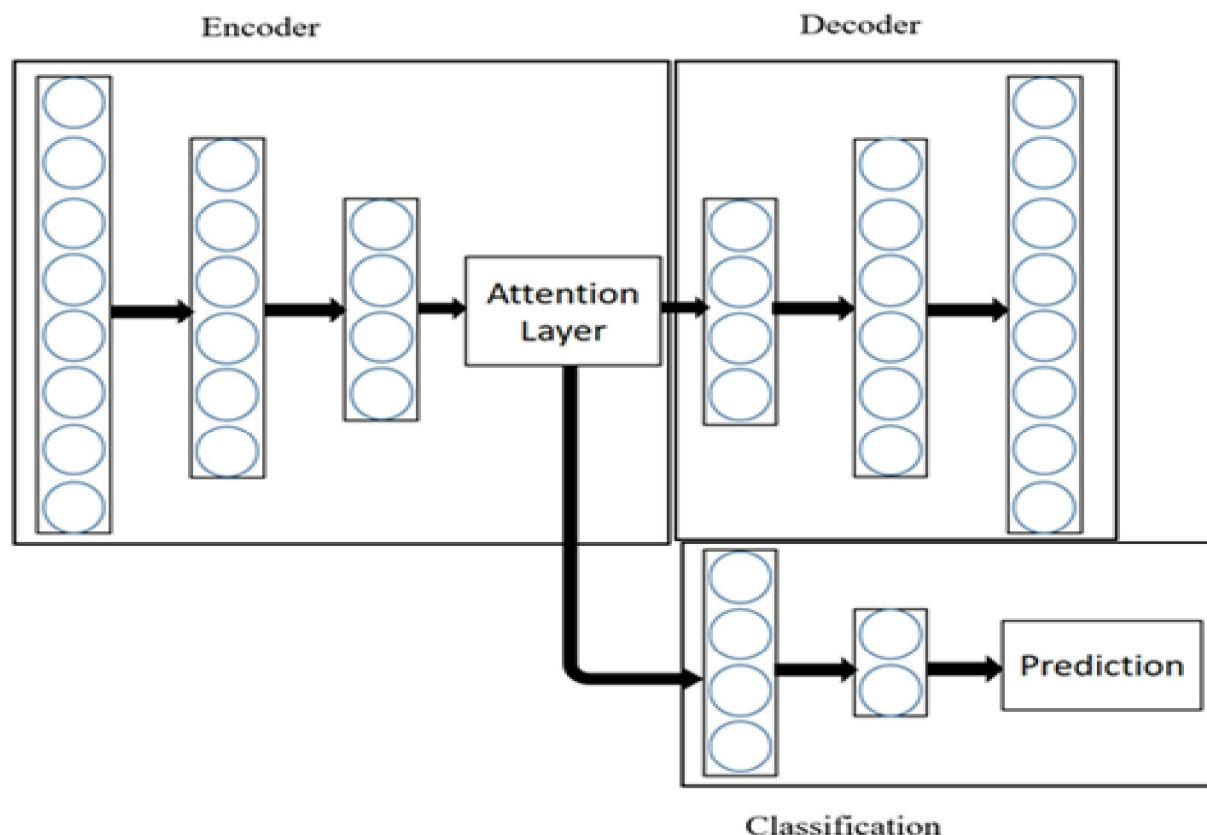 Encoder
Decoder
Attention
Layer
Prediction
Classification